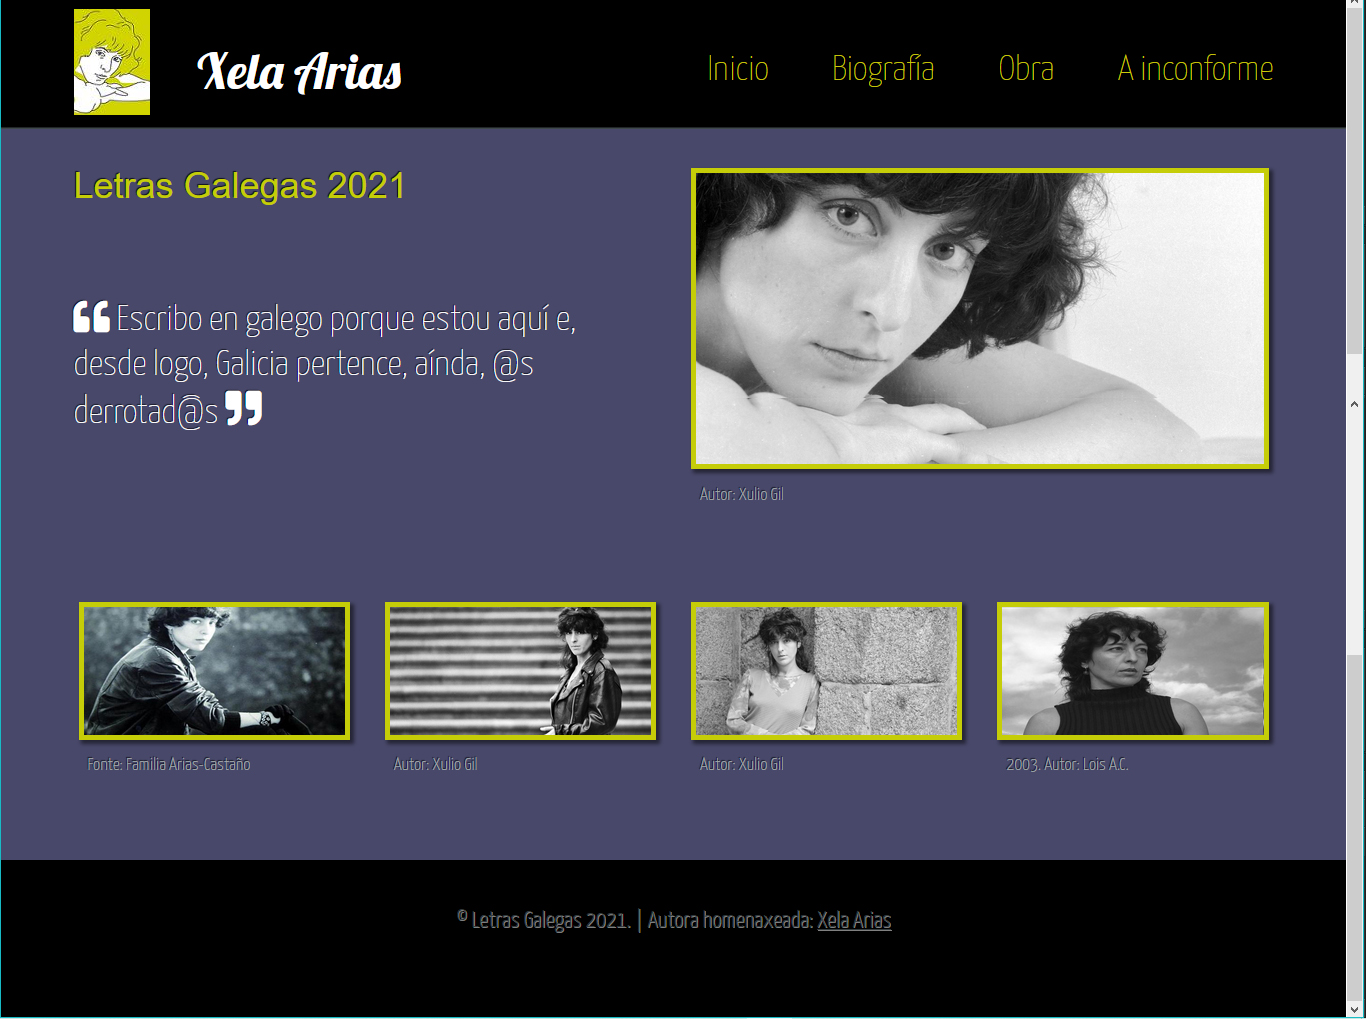 Xela Arias
Inicio Biografía Obra A inconforme
Letras Galegas 2021
❝ Escribo en galego porque estou aquí e,
desde logo, Galicia pertence, aínda, @s
derrotad@s ❞
Autor: Xulio Gil
Fonte: Familia Arias-Castaño
Autor: Xulio Gil
Autor: Xulio Gil
2003. Autor: Lois A.C.
© Letras Galegas 2021. | Autora homenaxeada: Xela Arias